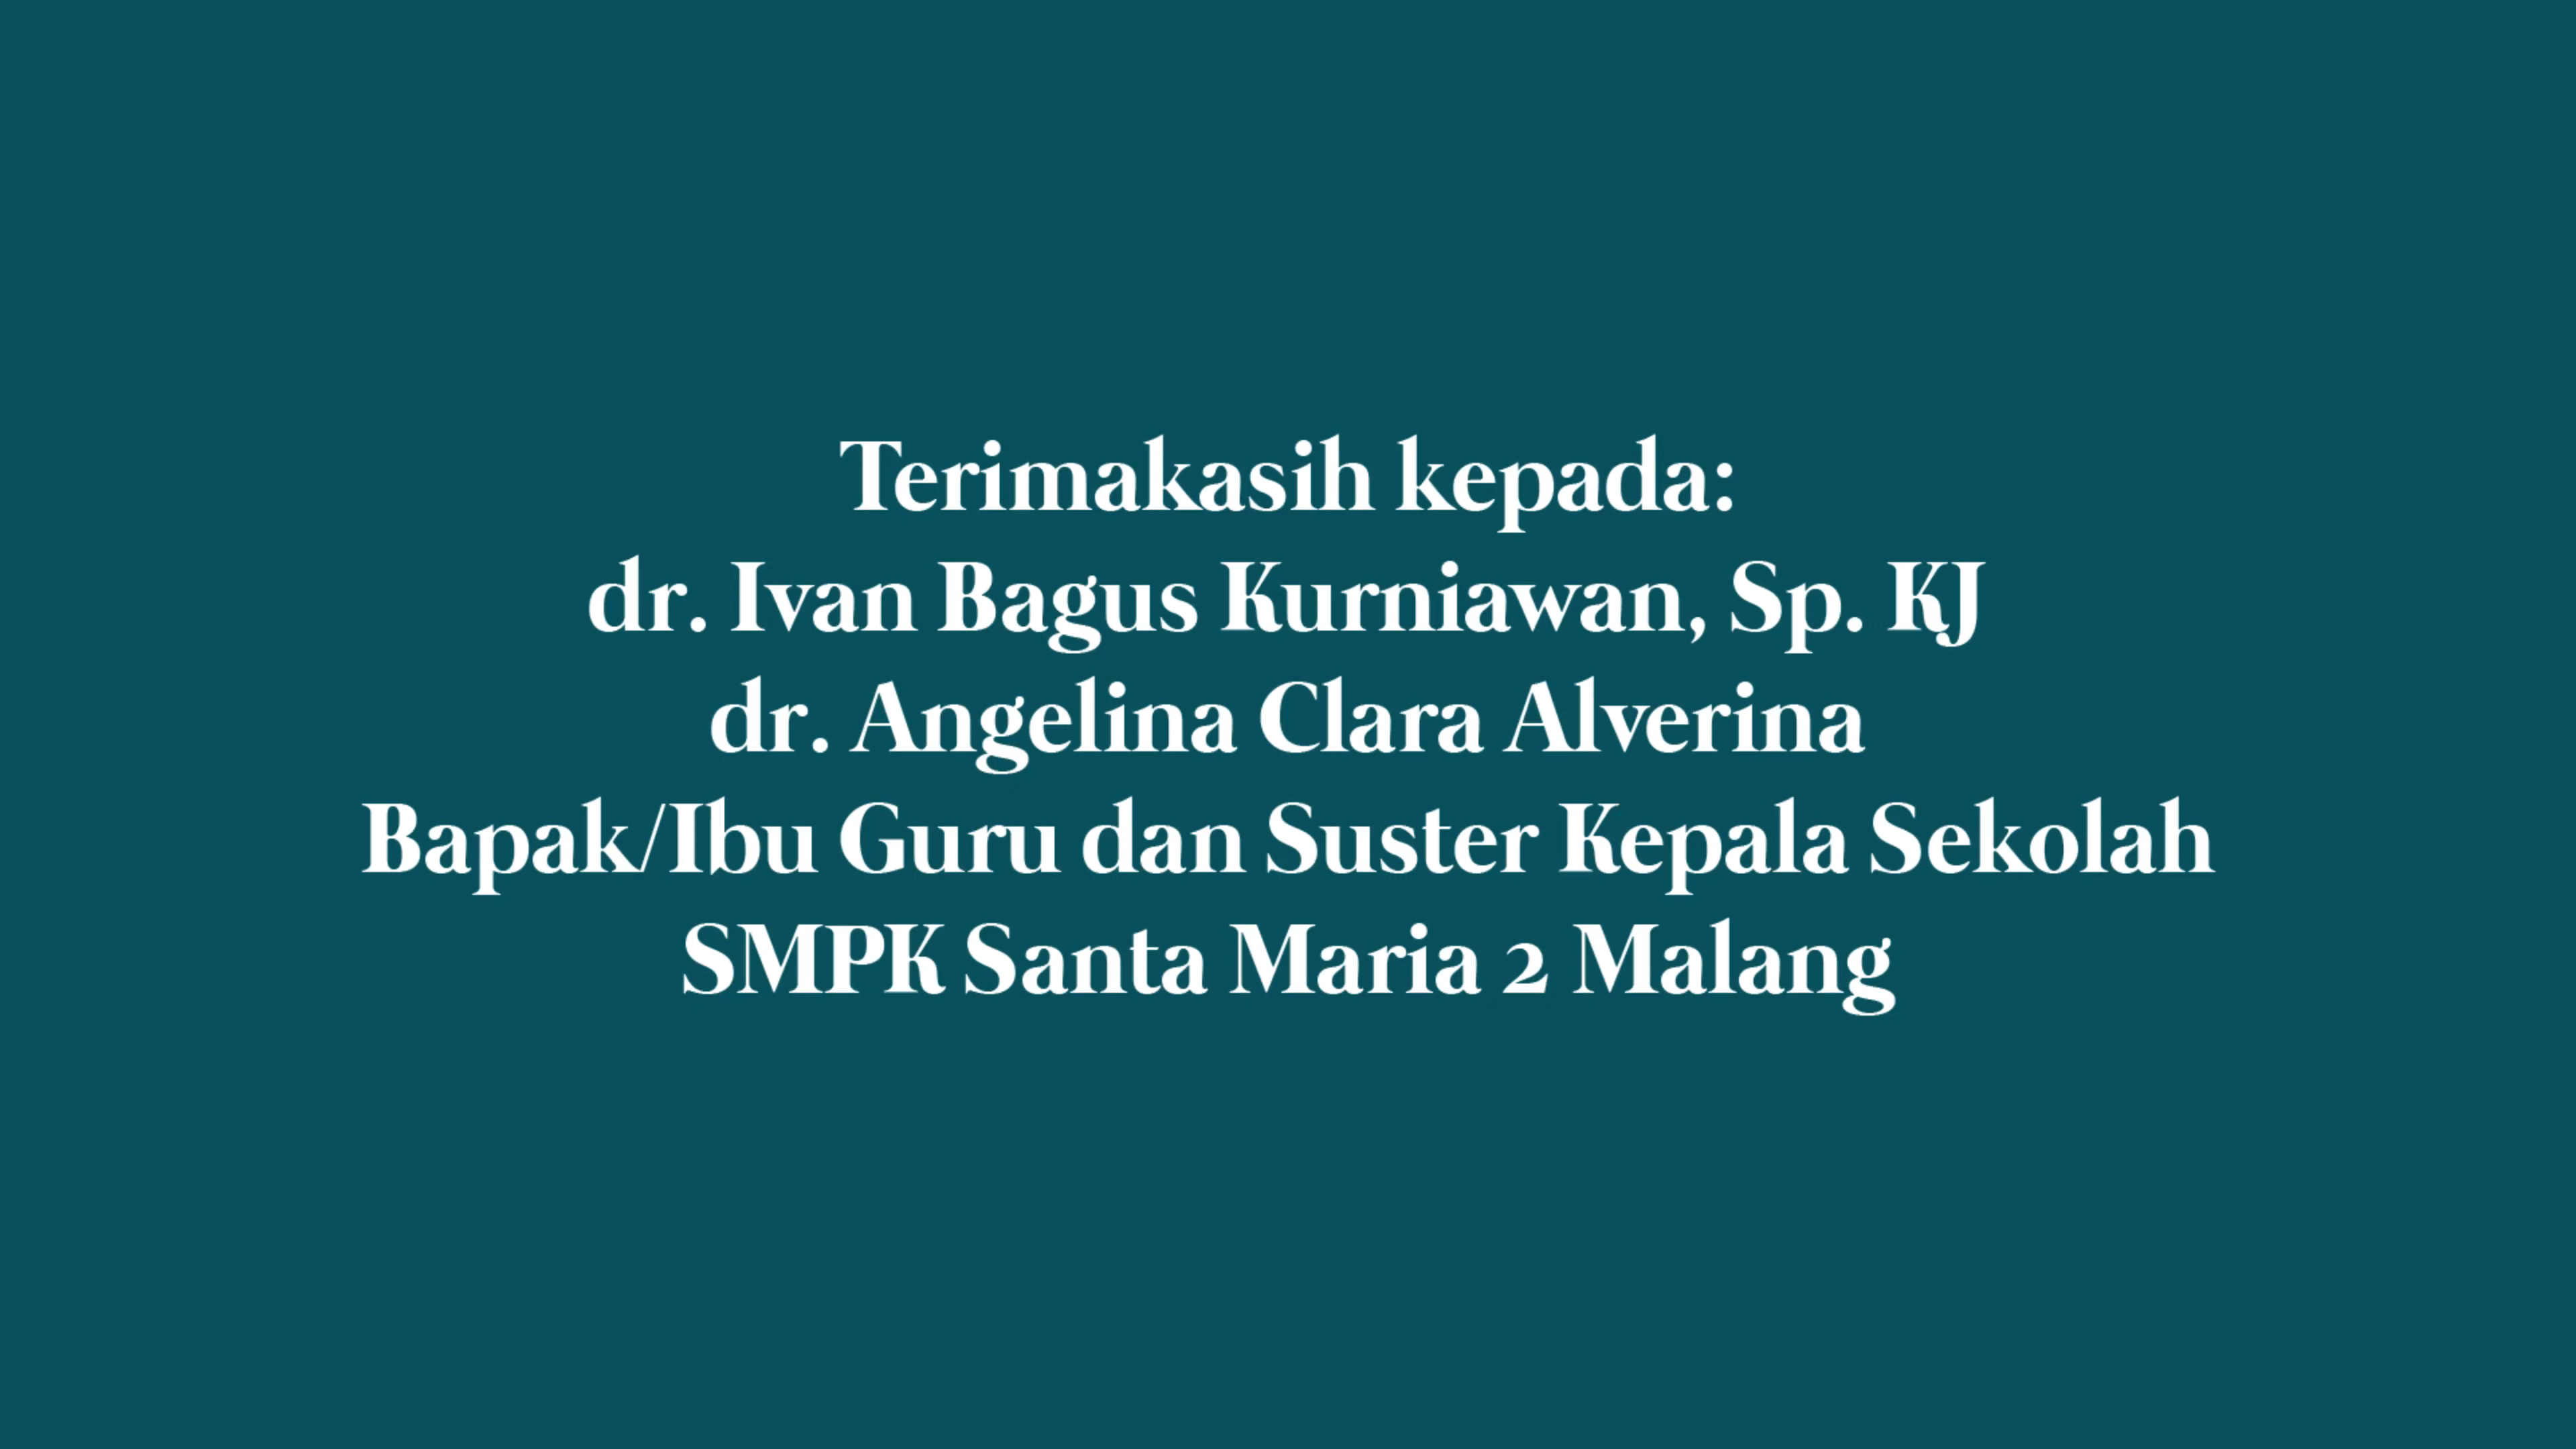 Terimakasih kepada:
dr. Ivan Bagus Kurniawan, Sp. KJ
dr. Angelina Clara Alverina
Bapak/Ibu Guru dan Suster Kepala Sekolah
SMPK Santa Maria 2 Malang